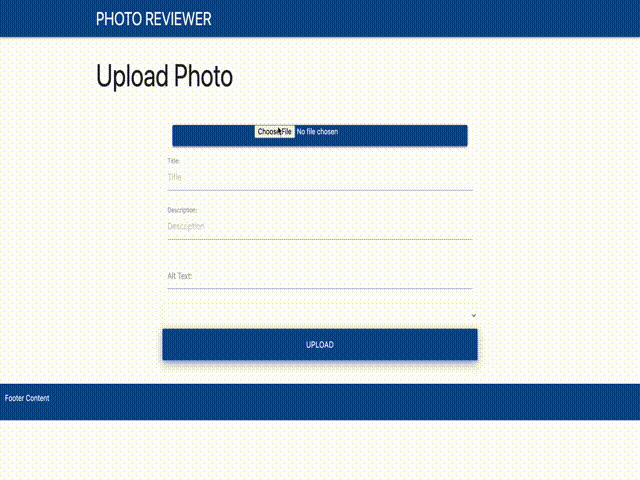 PHOTO REVIEWER
Upload Photo
Choose File No file chosen
Title:
Title
Description:
Description
Alt Text:
UPLOAD
Footer Content